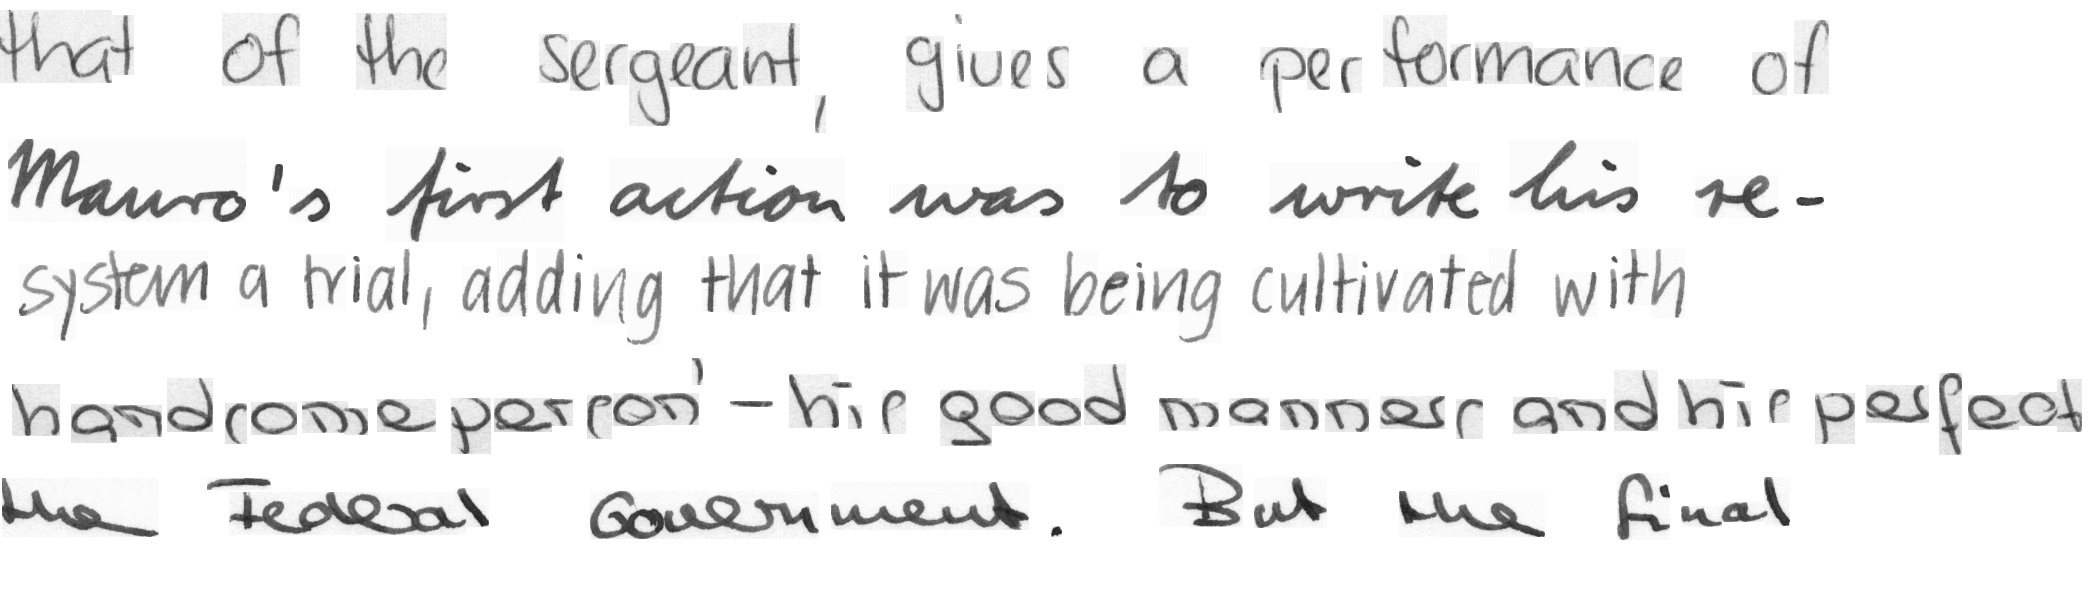 that of the sergeant, gives a performance of
Mauro's first action was to write his re-
system a trial, adding that it was being cultivated with
handsome person' - his good manners and his perfect
the Federal Government. But the final